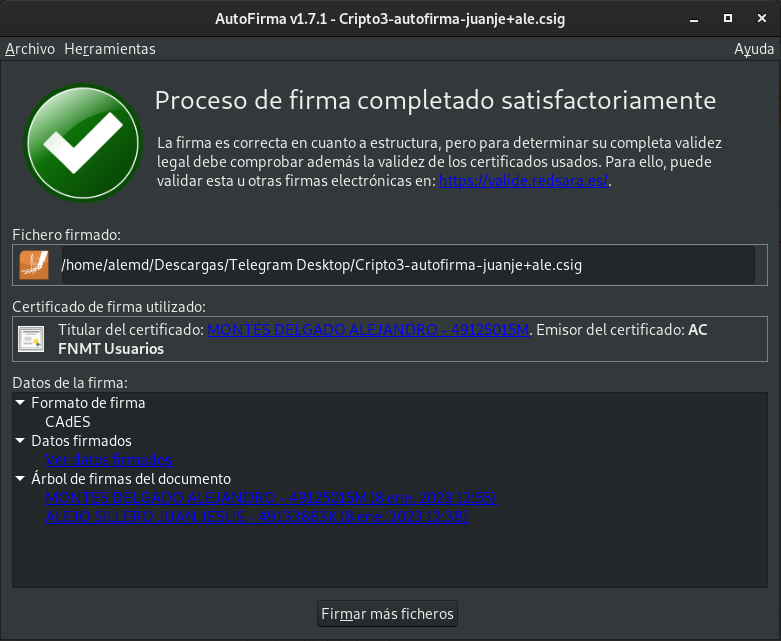 AutoFirma v1.7.1 - Cripto3-autofirma-juanje+ale.csig
Archivo Herramientas Ayuda
Proceso de firma completado satisfactoriamente
La firma es correcta en cuanto a estructura, pero para determinar su completa validez
legal debe comprobar además la validez de los certificados usados. Para ello, puede
validar esta u otras firmas electrónicas en: https://valide.redsara.es/.
Fichero firmado:
/home/alemd/Descargas/Telegram Desktop/Cripto3-autofirma-juanje+ale.csig
Certificado de firma utilizado:
Titular del certificado: MONTES DELGADO ALEJANDRO - 49125015M. Emisor del certificado: AC
FNMT Usuarios
Datos de la firma:
Formato de firma
CAdES
Datos firmados
Ver datos firmados
Árbol de firmas del documento
MONTES DELGADO ALEJANDRO - 49125015M (8 ene. 2023 12:55)
ALEJO SILLERO JUAN JESUS - 49133863K (8 ene. 2023 12:38)
Firmar más ficheros